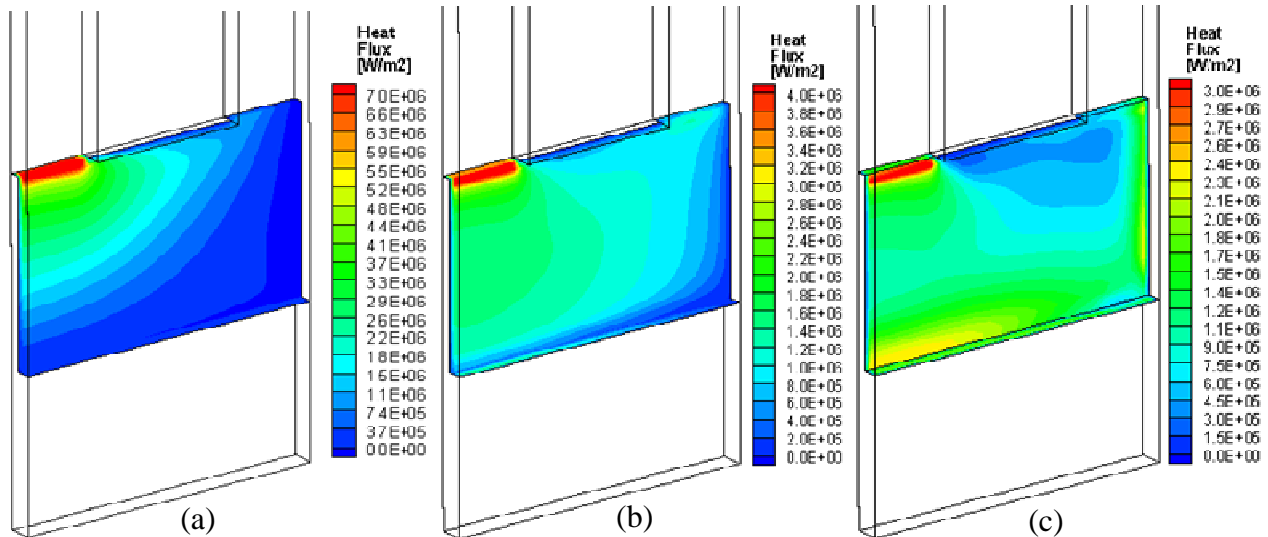 Heat
Flux
[W/m2]
70E+06
66E+06
63E+06
59E+06
55E+06
52E+06
48E+06
44E+06
41E+06
37E+06
33E+06
29E+06
26E+06
22E+06
18E+06
15E+06
11E+06
74E+05
37E+05
00E+00
(a)
Heat
Flux
[W/m2]
4.0E+06
3.8E+06
3.6E+06
3.4E+06
3.2E+06
3.0E+06
2.8E+06
2.6E+06
2.4E+06
2.2E+06
2.0E+06
1.8E+06
1.6E+06
1.4E+06
1.2E+06
1.0E+06
8.0E+05
6.0E+05
4.0E+05
2.0E+05
0.0E+00
(b)
Heat
Flux
[W/m2]
3.0E+06
2.9E+06
2.7E+06
2.6E+06
2.4E+06
2.3E+06
2.1E+06
2.0E+06
1.8E+06
1.7E+06
1.5E+06
1.4E+06
1.2E+06
1.1E+06
9.0E+05
7.5E+05
6.0E+05
4.5E+05
3.0E+05
1.5E+05
0.0E+00
(c)